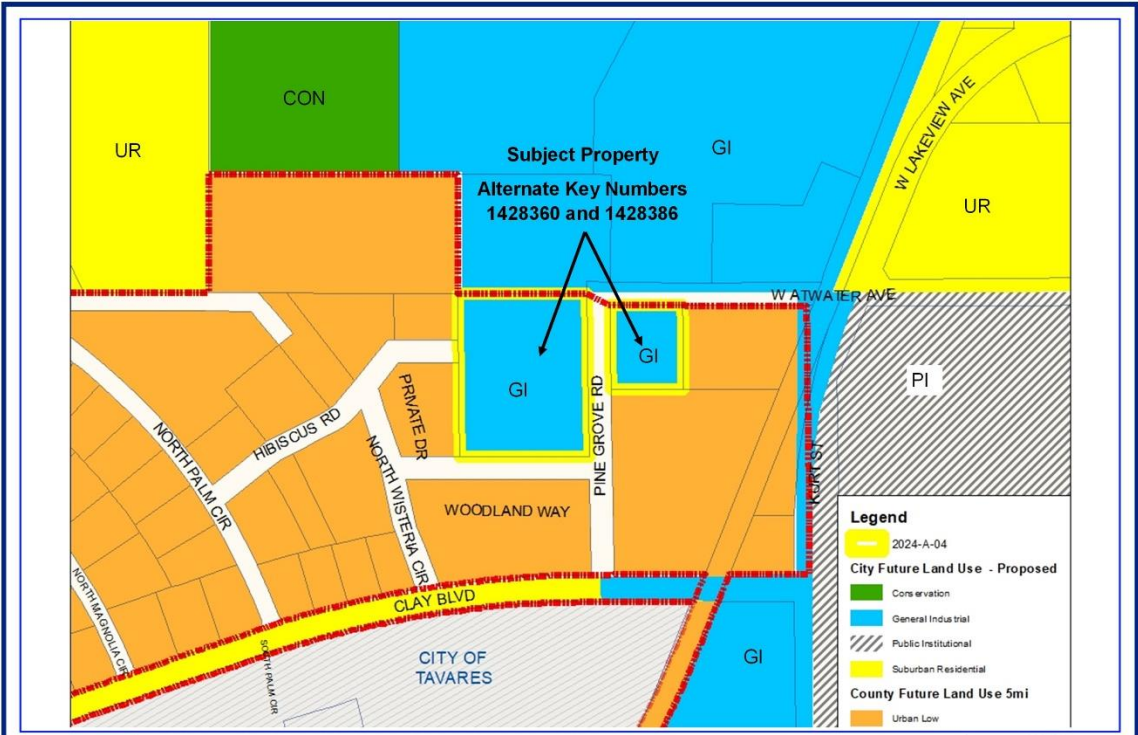 CON
UR
GI
Subject Property
Alternate Key Numbers
1428360 and 1428386
W LAKEVIEW AVE
UR
W ATWATER AVE
GI
GI
PI
PRIVATE DR
HIBISCUS RD
NORTH PALM CIR
NORTH WISTERIA CIR
PINE GROVE RD
KURT ST
WOODLAND WAY
NORTH MAGNOLIA CIR
CLAY BLVD
SOUTH PALM CIR
CITY OF
TAVARES
GI
Legend
2024-A-04
City Future Land Use - Proposed
Conservation
General Industrial
Public Institutional
Suburban Residential
County Future Land Use 5mi
Urban Low